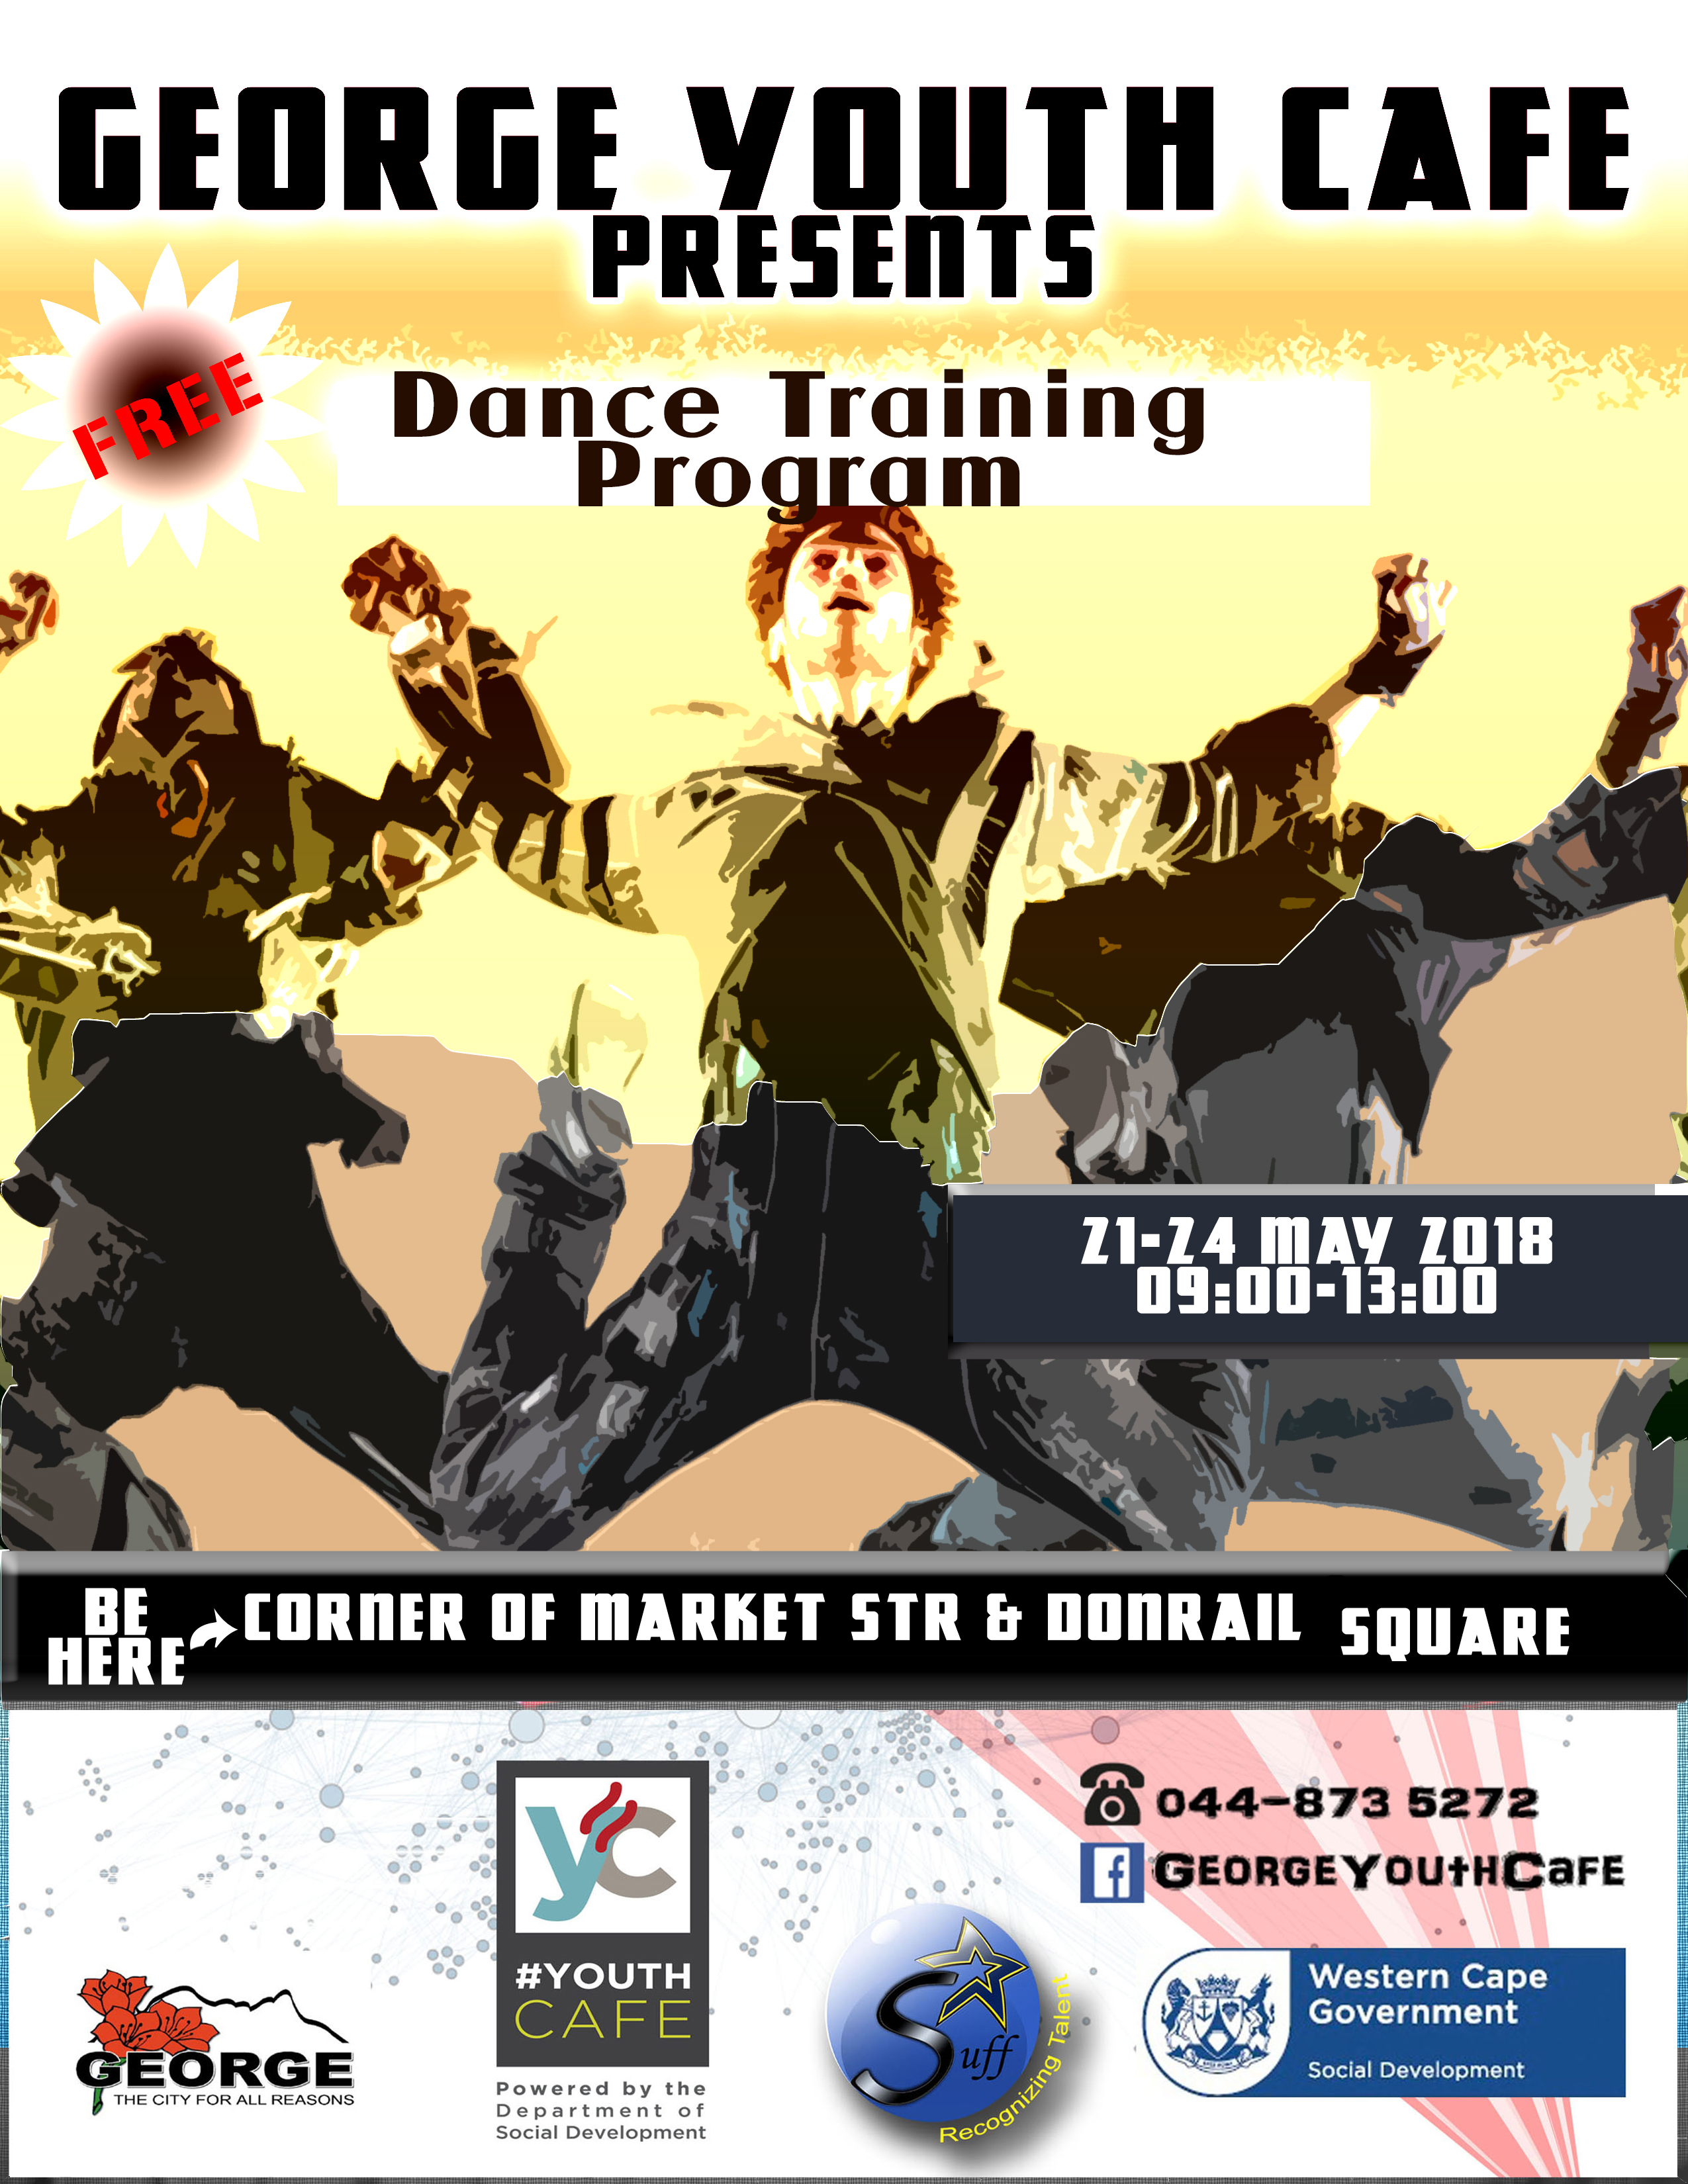 GEORGE YOUTH CAFE
PRESENTS
FREE
Dance Training
Program
21-24 MAY 2018
09:00-13:00
BE
HERE
CORNER OF MARKET STR & DONRAIL SQUARE
044-873 5272
GEORGEYOUtHCaFE
yc
#YOUTH
CAFE
Powered by the
Department of
Social Development
GEORGE
THE CITY FOR ALL REASONS
Suff
Recognizing Talent
Western Cape
Government
Social Development